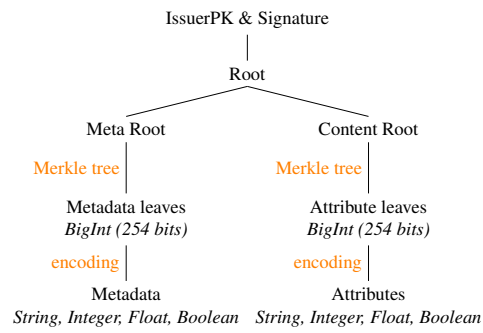 IssuerPK & Signature
Root
Meta Root
Content Root
Merkle tree
Merkle tree
Metadata leaves
BigInt (254 bits)
Attribute leaves
BigInt (254 bits)
encoding
encoding
Metadata
String, Integer, Float, Boolean
Attributes
String, Integer, Float, Boolean